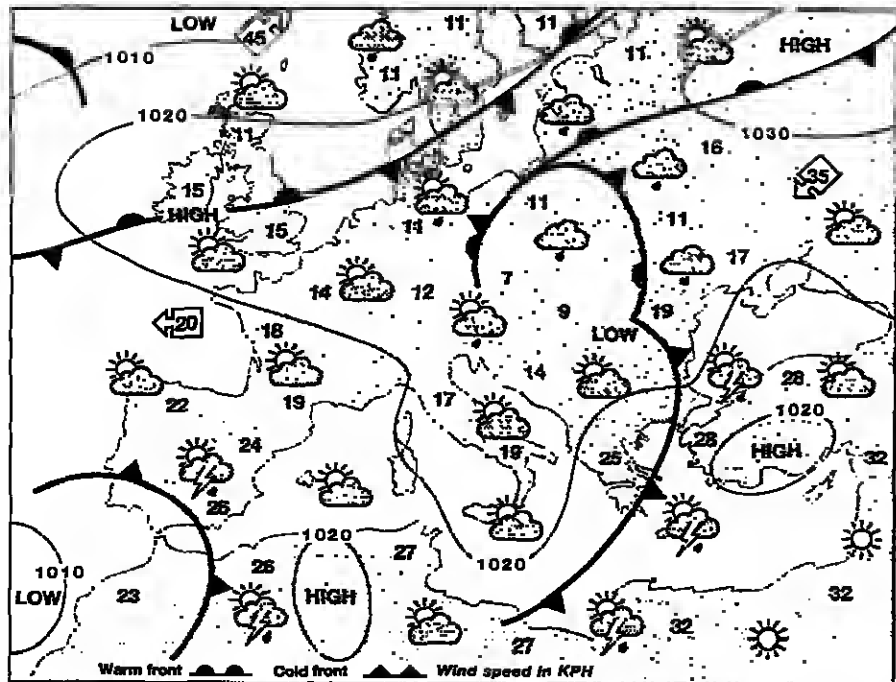 LOW 45 11 11 11
1010 HIGH
11 11
1020 11
1030
16
15 35
HIGH 15 11 11 11
17
14 12 7
20 9 19
18 LOW
14 28
22 19 17 1020
24 19 25 28 HIGH 32
26
1020
1010 26 27 1020
LOW 23 HIGH 32
27 32
Warm front Cold front Wind speed in KPH